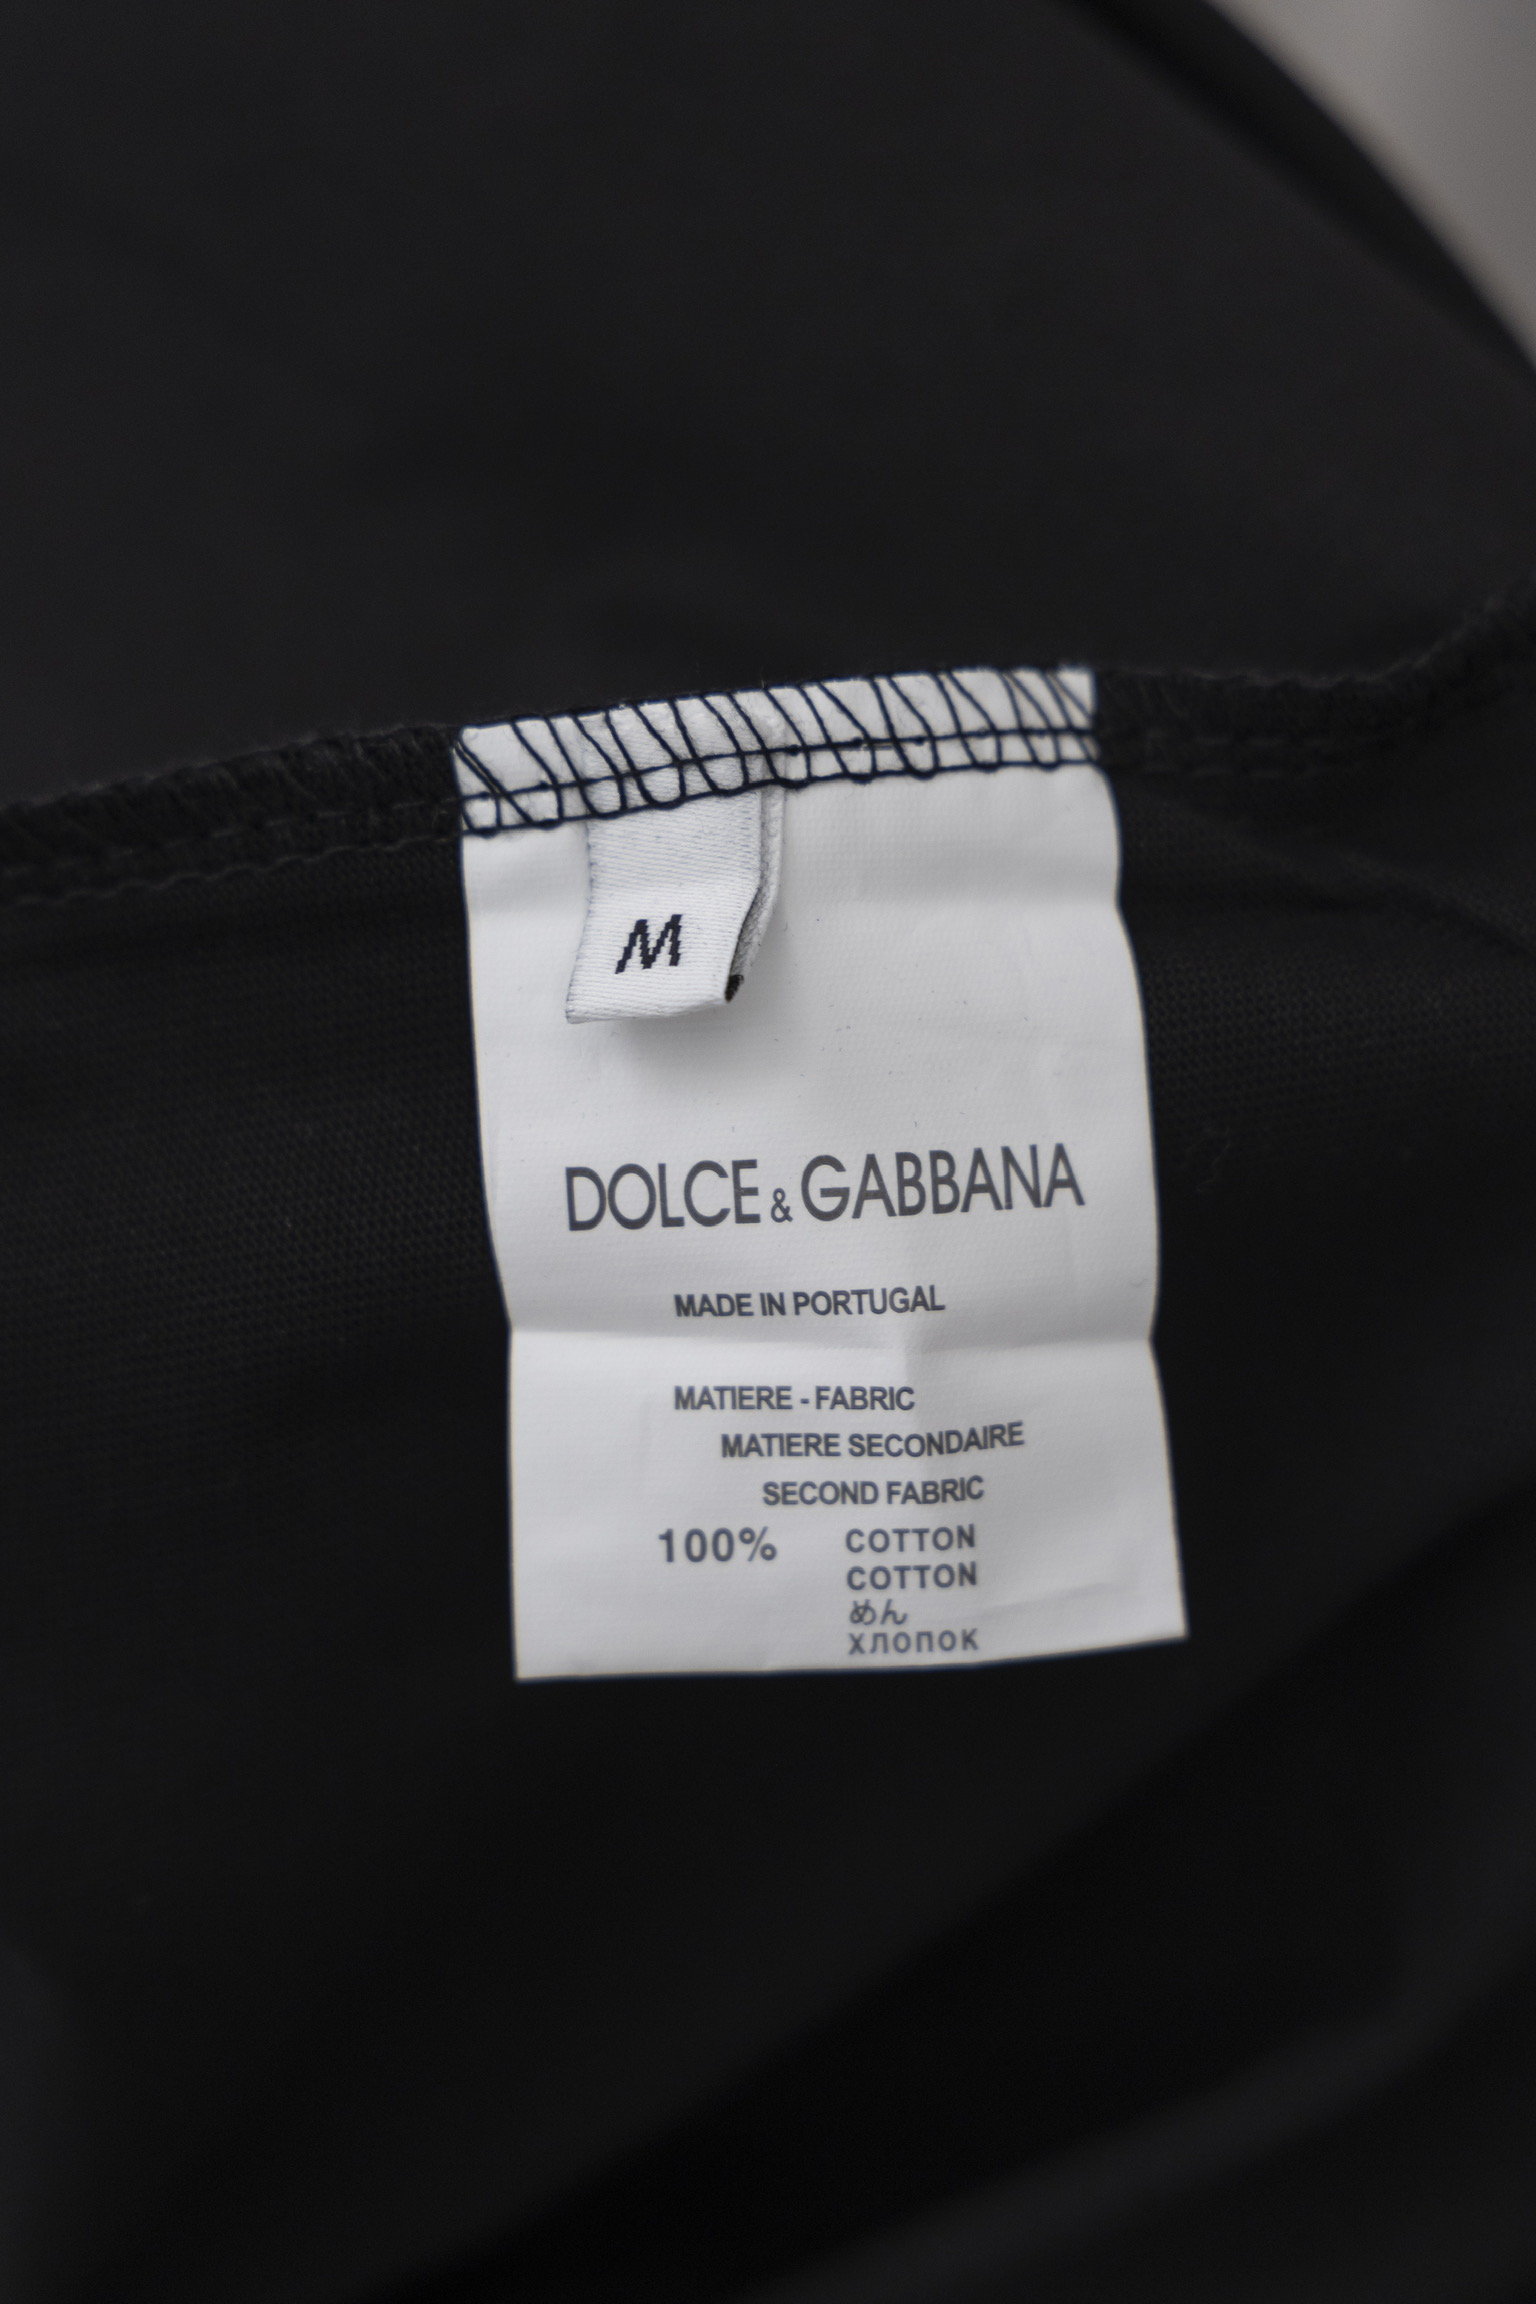 M
DOLCE & GABBANA
MADE IN PORTUGAL
MATIERE - FABRIC
MATIERE SECONDAIRE
SECOND FABRIC
100% COTTON
COTTON
めん
хлопок